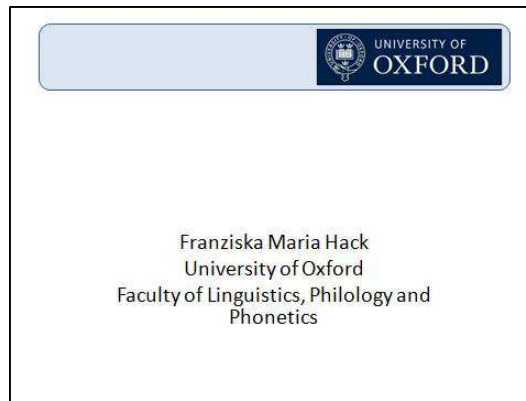 UNIVERSITY OF
OXFORD
Franziska Maria Hack
University of Oxford
Faculty of Linguistics, Philology and
Phonetics